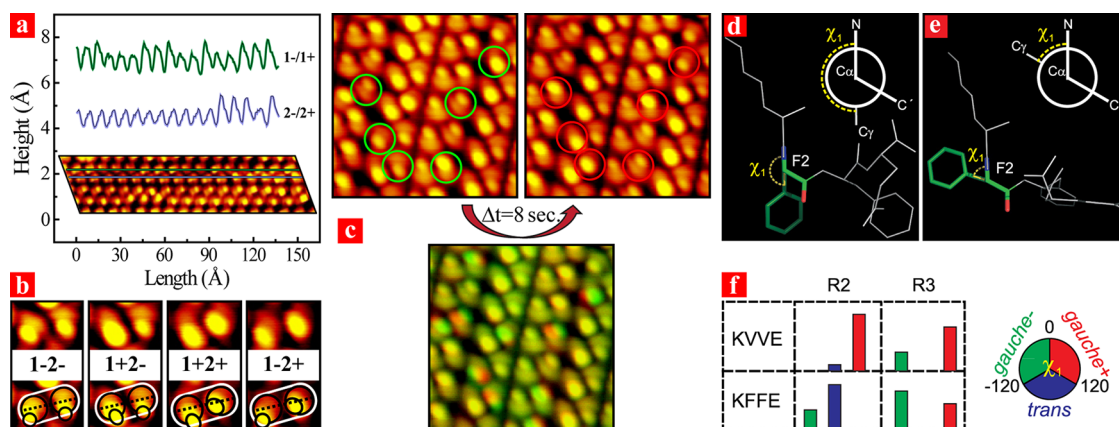 a
8
6
4
2
0
Height (Å)
1-/1+
2-/2+
0 30 60 90 120 150
Length (Å)
b
1-2-
1+2-
1+2+
1-2+
Δt=8 sec.
c
d
χ1
N
Cα
C´
Cγ
χ1
F2
e
N
χ1
Cγ
Cα
C´
χ1
F2
f
R2 R3
KVVE
KFFE
gauche-
0
gauche+
χ1
-120
120
trans